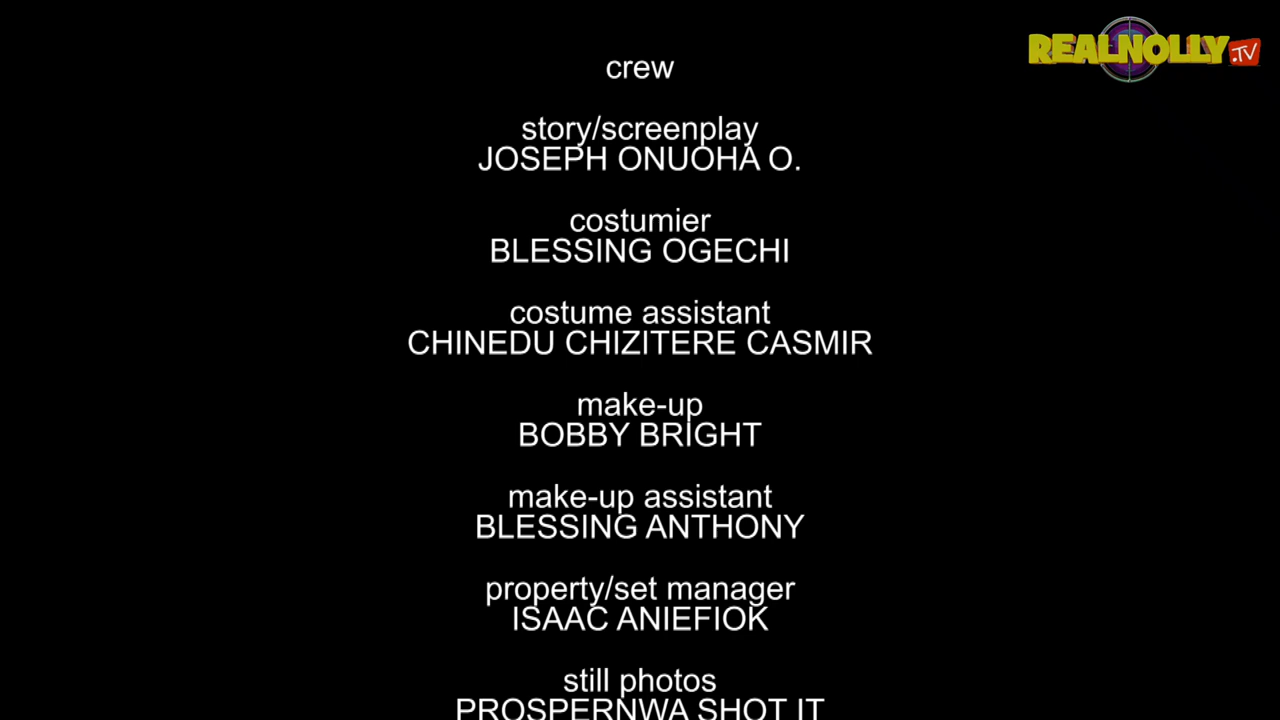 REALNOLLY.TV
crew
story/screenplay
JOSEPH ONUOHA O.
costumier
BLESSING OGECHI
costume assistant
CHINEDU CHIZITERE CASMIR
make-up
BOBBY BRIGHT
make-up assistant
BLESSING ANTHONY
property/set manager
ISAAC ANIEFIOK
still photos
PROSPERNWA SHOT IT